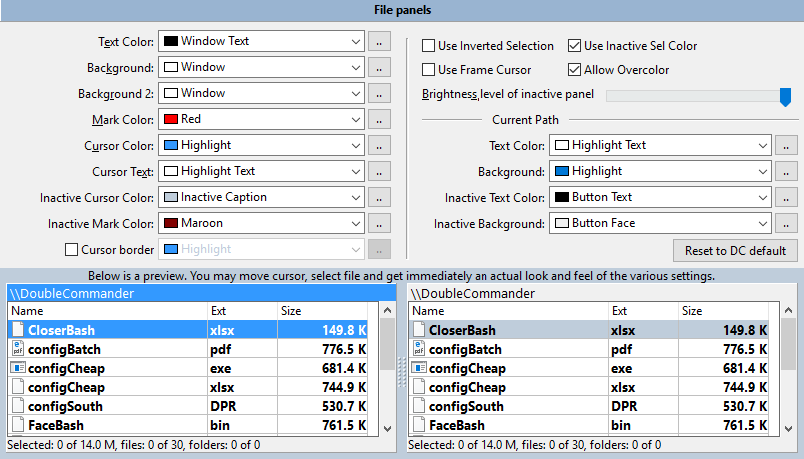 File panels
Text Color: Window Text ..
Background: Window ..
Background 2: Window ..
Mark Color: Red ..
Cursor Color: Highlight ..
Cursor Text: Highlight Text ..
Inactive Cursor Color: Inactive Caption ..
Inactive Mark Color: Maroon ..
Cursor border Highlight ..
Use Inverted Selection Use Inactive Sel Color
Use Frame Cursor Allow Overcolor
Brightness level of inactive panel
Current Path
Text Color: Highlight Text ..
Background: Highlight ..
Inactive Text Color: Button Text ..
Inactive Background: Button Face ..
Reset to DC default
Below is a preview. You may move cursor, select file and get immediately an actual look and feel of the various settings.
\\DoubleCommander
Name Ext Size
CloserBash xlsx 149.8 K
configBatch pdf 776.5 K
configCheap exe 681.4 K
configCheap xlsx 744.9 K
configSouth DPR 530.7 K
FaceBash bin 761.5 K
Selected: 0 of 14.0 M, files: 0 of 30, folders: 0 of 0
\\DoubleCommander
Name Ext Size
CloserBash xlsx 149.8 K
configBatch pdf 776.5 K
configCheap exe 681.4 K
configCheap xlsx 744.9 K
configSouth DPR 530.7 K
FaceBash bin 761.5 K
Selected: 0 of 14.0 M, files: 0 of 30, folders: 0 of 0